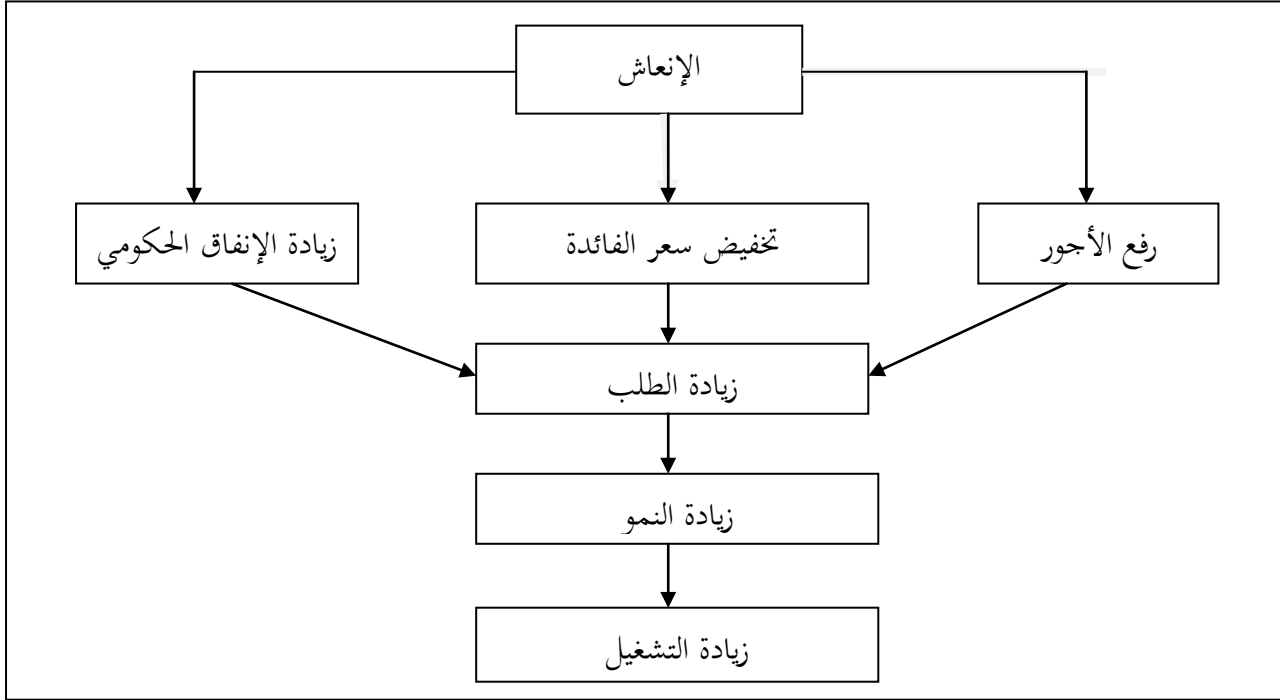 الإنعاش
رفع الأجور
تخفيض سعر الفائدة
زيادة الإنفاق الحكومي
زيادة الطلب
زيادة النمو
زيادة التشغيل